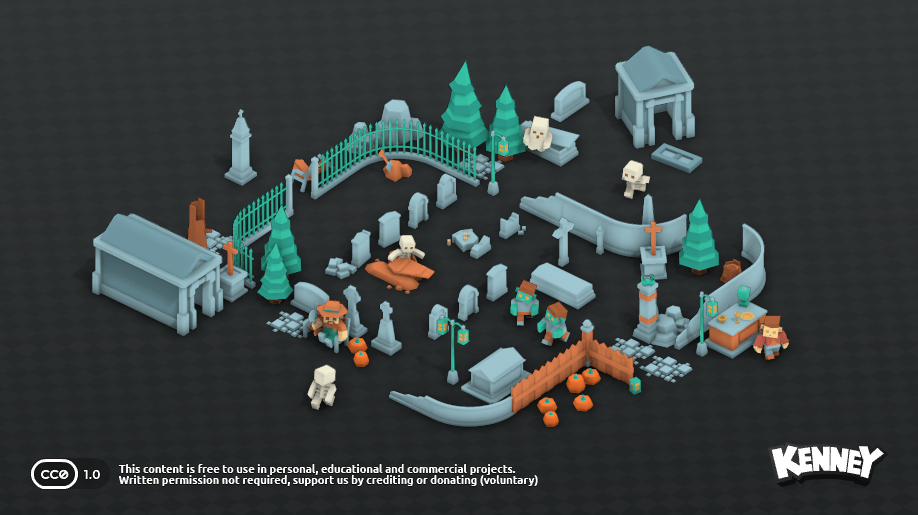 CC0 1.0
This content is free to use in personal, educational and commercial projects.
Written permission not required, support us by crediting or donating (voluntary)
KENNEY